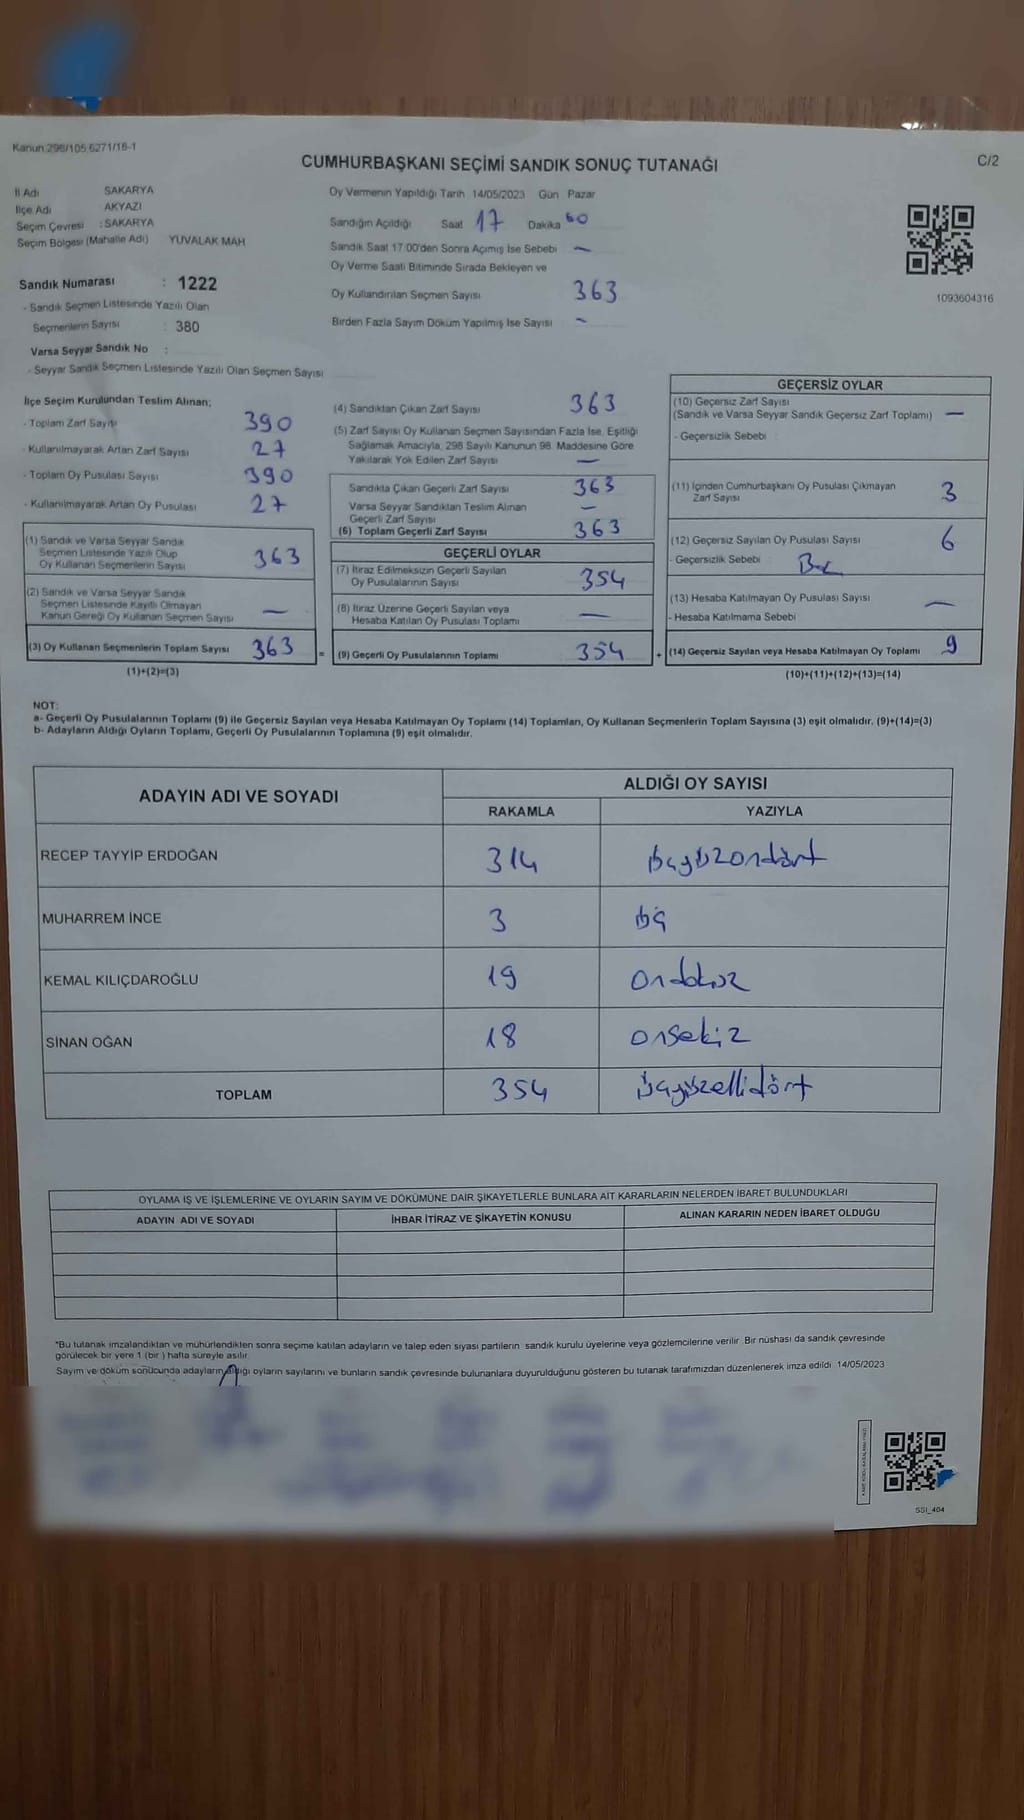 Kanun:298/105,6271/16-1
CUMHURBAŞKANI SEÇİMİ SANDIK SONUÇ TUTANAĞI
C/2
İl Adı SAKARYA
İlçe Adı AKYAZI
Seçim Çevresi : SAKARYA
Seçim Bölgesi (Mahalle Adı) YUVALAK MAH
Sandık Numarası : 1222
- Sandık Seçmen Listesinde Yazılı Olan
Seçmenlerin Sayısı : 380
Varsa Seyyar Sandık No :
- Seyyar Sandık Seçmen Listesinde Yazılı Olan Seçmen Sayısı
Oy Vermenin Yapıldığı Tarih 14/05/2023 Gün Pazar
Sandığın Açıldığı Saat 17 Dakika
Sandık Saat 17:00'den Sonra Açımış İse Sebebi —
Oy Verme Saati Bitiminde Sırada Bekleyen ve
Oy Kullandırılan Seçmen Sayısı 363
Birden Fazla Sayım Döküm Yapılmış İse Sayısı —
1093604316
İlçe Seçim Kurulundan Teslim Alınan;
- Toplam Zarf Sayısı 390
- Kullanılmayarak Artan Zarf Sayısı 27
- Toplam Oy Pusulası Sayısı 390
- Kullanılmayarak Artan Oy Pusulası 27
(1) Sandık ve Varsa Seyyar Sandık
Seçmen Listesinde Yazılı Olup
Oy Kullanan Seçmenlerin Sayısı 363
(2) Sandık ve Varsa Seyyar Sandık
Seçmen Listesinde Kayıtlı Olmayan
Kanun Gereği Oy Kullanan Seçmen Sayısı —
(3) Oy Kullanan Seçmenlerin Toplam Sayısı 363 =
(1)+(2)=(3)
(4) Sandıktan Çıkan Zarf Sayısı 363
(5) Zarf Sayısı Oy Kullanan Seçmen Sayısından Fazla İse, Eşitliği
Sağlamak Amacıyla, 298 Sayılı Kanunun 98. Maddesine Göre
Yakılarak Yok Edilen Zarf Sayısı —
Sandıkta Çıkan Geçerli Zarf Sayısı 363
Varsa Seyyar Sandıktan Teslim Alınan
Geçerli Zarf Sayısı —
(6) Toplam Geçerli Zarf Sayısı 363
GEÇERLİ OYLAR
(7) İtiraz Edilmeksizin Geçerli Sayılan
Oy Pusulalarının Sayısı 354
(8) İtiraz Üzerine Geçerli Sayılan veya
Hesaba Katılan Oy Pusulası Toplamı —
(9) Geçerli Oy Pusulalarının Toplamı 354 +
GEÇERSİZ OYLAR
(10) Geçersiz Zarf Sayısı
(Sandık ve Varsa Seyyar Sandık Geçersiz Zarf Toplamı) —
- Geçersizlik Sebebi
(11) İçinden Cumhurbaşkanı Oy Pusulası Çıkmayan
Zarf Sayısı 3
(12) Geçersiz Sayılan Oy Pusulası Sayısı 6
- Geçersizlik Sebebi
(13) Hesaba Katılmayan Oy Pusulası Sayısı —
- Hesaba Katılmama Sebebi
(14) Geçersiz Sayılan veya Hesaba Katılmayan Oy Toplamı 9
(10)+(11)+(12)+(13)=(14)
NOT:
a- Geçerli Oy Pusulalarının Toplamı (9) ile Geçersiz Sayılan veya Hesaba Katılmayan Oy Toplamı (14) Toplamları, Oy Kullanan Seçmenlerin Toplam Sayısına (3) eşit olmalıdır. (9)+(14)=(3)
b- Adayların Aldığı Oyların Toplamı, Geçerli Oy Pusulalarının Toplamına (9) eşit olmalıdır.
ADAYIN ADI VE SOYADI
ALDIĞI OY SAYISI
RAKAMLA YAZIYLA
RECEP TAYYİP ERDOĞAN 314 üçyüzondört
MUHARREM İNCE 3 üç
KEMAL KILIÇDAROĞLU 19 ondokuz
SİNAN OĞAN 18 onsekiz
TOPLAM 354 üçyüzellidört
OYLAMA İŞ VE İŞLEMLERİNE VE OYLARIN SAYIM VE DÖKÜMÜNE DAİR ŞİKAYETLERLE BUNLARA AİT KARARLARIN NELERDEN İBARET BULUNDUKLARI
ADAYIN ADI VE SOYADI İHBAR İTİRAZ VE ŞİKAYETİN KONUSU ALINAN KARARIN NEDEN İBARET OLDUĞU
*Bu tutanak imzalandıktan ve mühürlendikten sonra seçime katılan adayların ve talep eden siyasi partilerin sandık kurulu üyelerine veya gözlemcilerine verilir. Bir nüshası da sandık çevresinde
görülecek bir yere 1 (bir ) hafta süreyle asılır.
Sayım ve döküm sonucunda adayların aldığı oyların sayılarını ve bunların sandık çevresinde bulunanlara duyurulduğunu gösteren bu tutanak tarafımızdan düzenlenerek imza edildi. 14/05/2023
SSI_404